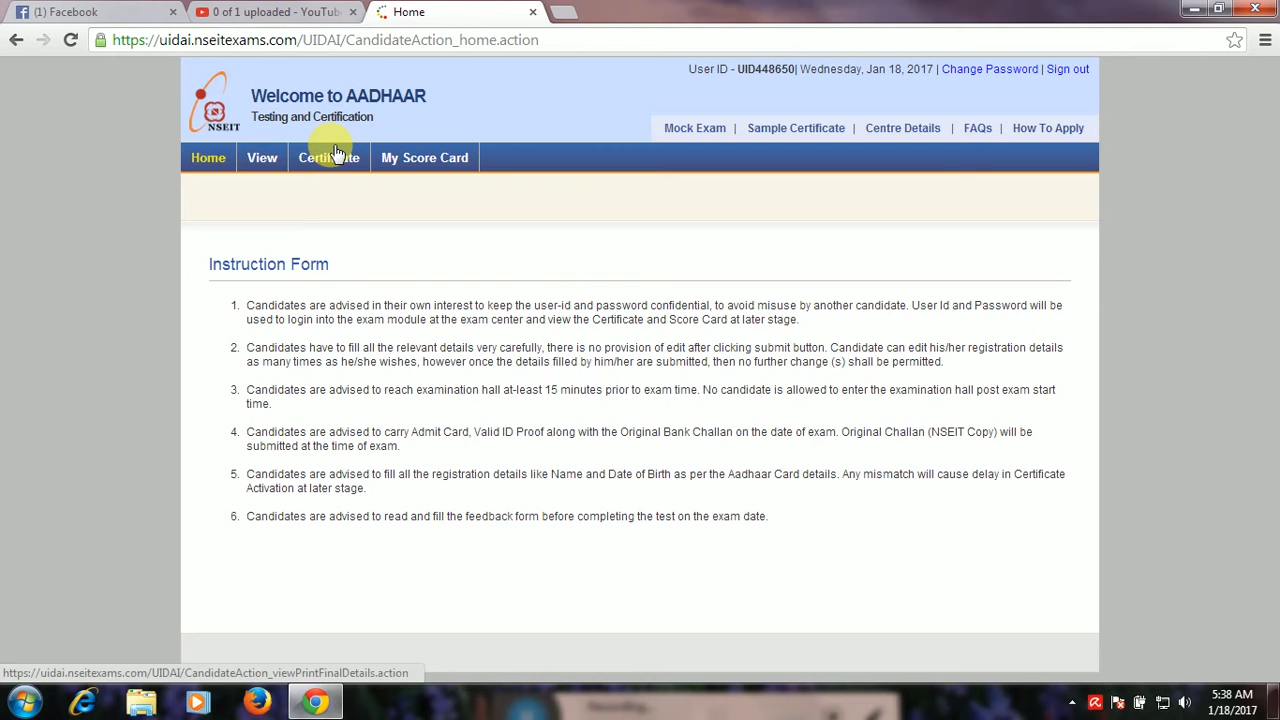 (1) Facebook
0 of 1 uploaded - YouTube
Home
https://uidai.nseitexams.com/UIDAI/CandidateAction_home.action
User ID - UID448650| Wednesday, Jan 18, 2017 | Change Password | Sign out
NSEIT
Welcome to AADHAAR
Testing and Certification
Mock Exam | Sample Certificate | Centre Details | FAQs | How To Apply
Home View Certificate My Score Card
Instruction Form
1. Candidates are advised in their own interest to keep the user-id and password confidential, to avoid misuse by another candidate. User Id and Password will be
used to login into the exam module at the exam center and view the Certificate and Score Card at later stage.
2. Candidates have to fill all the relevant details very carefully, there is no provision of edit after clicking submit button. Candidate can edit his/her registration details
as many times as he/she wishes, however once the details filled by him/her are submitted, then no further change (s) shall be permitted.
3. Candidates are advised to reach examination hall at-least 15 minutes prior to exam time. No candidate is allowed to enter the examination hall post exam start
time.
4. Candidates are advised to carry Admit Card, Valid ID Proof along with the Original Bank Challan on the date of exam. Original Challan (NSEIT Copy) will be
submitted at the time of exam.
5. Candidates are advised to fill all the registration details like Name and Date of Birth as per the Aadhaar Card details. Any mismatch will cause delay in Certificate
Activation at later stage.
6. Candidates are advised to read and fill the feedback form before completing the test on the exam date.
https://uidai.nseitexams.com/UIDAI/CandidateAction_viewPrintFinalDetails.action
Recording...
5:38 AM
1/18/2017